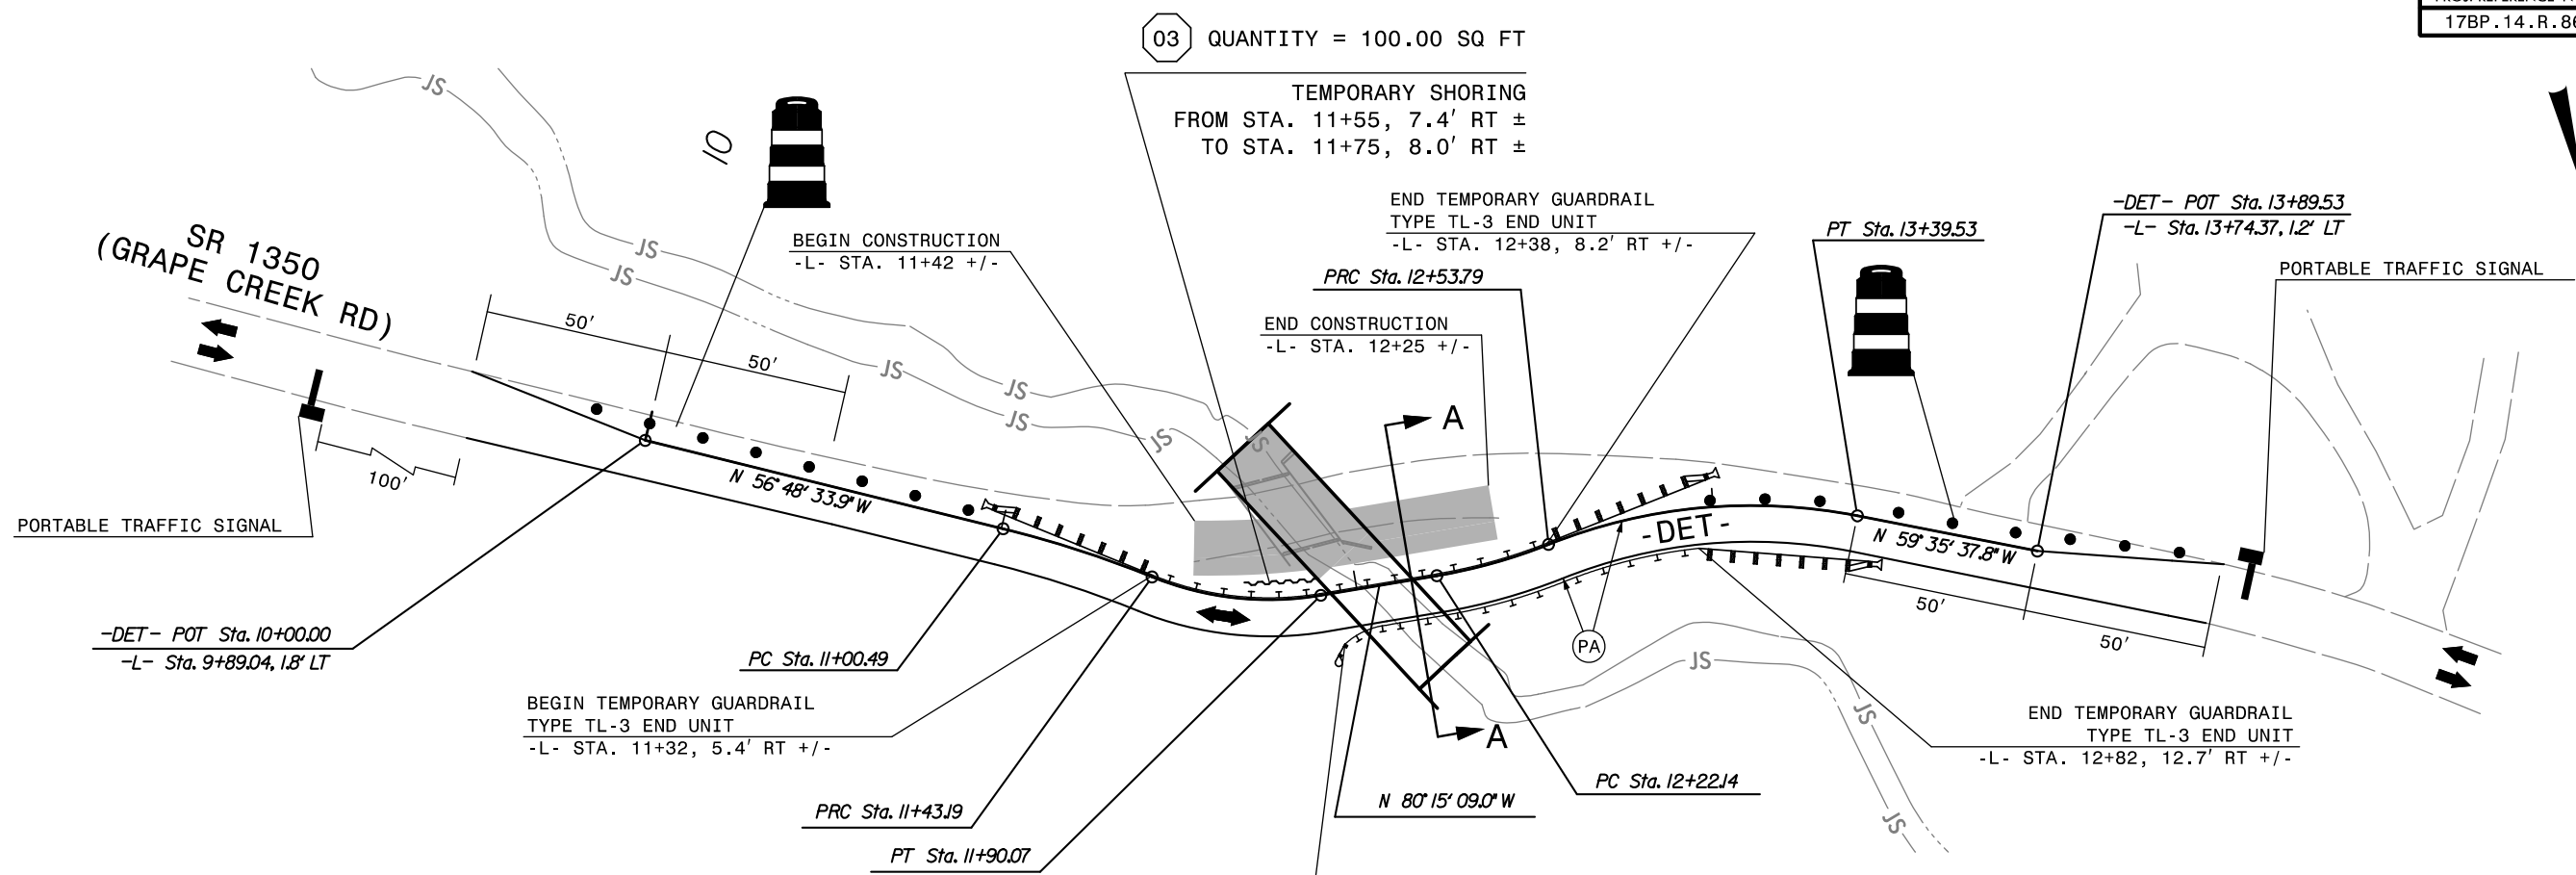 17BP.14.R.86
03 QUANTITY = 100.00 SQ FT
TEMPORARY SHORING
FROM STA. 11+55, 7.4' RT ±
TO STA. 11+75, 8.0' RT ±
JS
10
SR 1350
(GRAPE CREEK RD)
BEGIN CONSTRUCTION
-L- STA. 11+42 +/-
END TEMPORARY GUARDRAIL
TYPE TL-3 END UNIT
-L- STA. 12+38, 8.2' RT +/-
PRC Sta. 12+53.79
END CONSTRUCTION
-L- STA. 12+25 +/-
PT Sta. 13+39.53
-DET- POT Sta. 13+89.53
-L- Sta. 13+74.37, 1.2' LT
PORTABLE TRAFFIC SIGNAL
JS
JS
50'
50'
JS
JS
JS
JS
JS
A
100'
N 56° 48' 33.9" W
PORTABLE TRAFFIC SIGNAL
-DET-
N 59° 35' 37.8" W
50'
50'
PA
JS
JS
JS
A
-DET- POT Sta. 10+00.00
-L- Sta. 9+89.04, 1.8' LT
PC Sta. 11+00.49
BEGIN TEMPORARY GUARDRAIL
TYPE TL-3 END UNIT
-L- STA. 11+32, 5.4' RT +/-
END TEMPORARY GUARDRAIL
TYPE TL-3 END UNIT
-L- STA. 12+82, 12.7' RT +/-
PC Sta. 12+22.14
N 80° 15' 09.0" W
PRC Sta. 11+43.19
PT Sta. 11+90.07